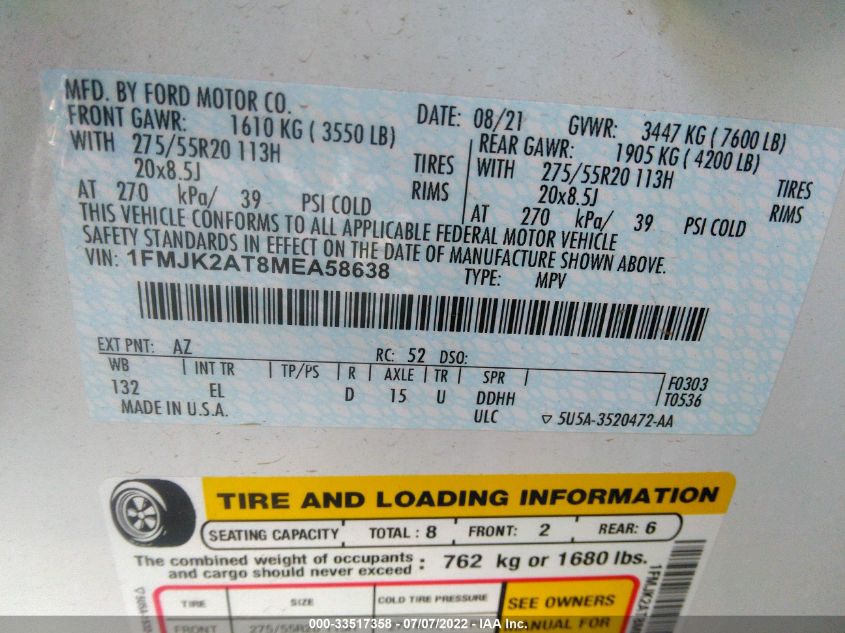 MFD. BY FORD MOTOR CO.
DATE: 08/21 GVWR: 3447 KG ( 7600 LB)
FRONT GAWR: 1610 KG ( 3550 LB)
WITH 275/55R20 113H TIRES
20x8.5J RIMS
AT 270 kPa/ 39 PSI COLD
REAR GAWR: 1905 KG ( 4200 LB)
WITH 275/55R20 113H TIRES
20x8.5J RIMS
AT 270 kPa/ 39 PSI COLD
THIS VEHICLE CONFORMS TO ALL APPLICABLE FEDERAL MOTOR VEHICLE
SAFETY STANDARDS IN EFFECT ON THE DATE OF MANUFACTURE SHOWN ABOVE.
VIN: 1FMJK2AT8MEA58638
TYPE: MPV
EXT PNT: AZ RC: 52 DSO:
WB INT TR TP/PS R AXLE TR SPR
132 EL D 15 U DDHH
F0303
T0536
MADE IN U.S.A. ULC ▽ 5U5A-3520472-AA
TIRE AND LOADING INFORMATION
SEATING CAPACITY TOTAL : 8 FRONT: 2 REAR: 6
The combined weight of occupants
and cargo should never exceed : 762 kg or 1680 lbs.
TIRE SIZE COLD TIRE PRESSURE
SEE OWNERS
MANUAL FOR
FRONT 275/55R20
000-33517358 - 07/07/2022 - IAA Inc.